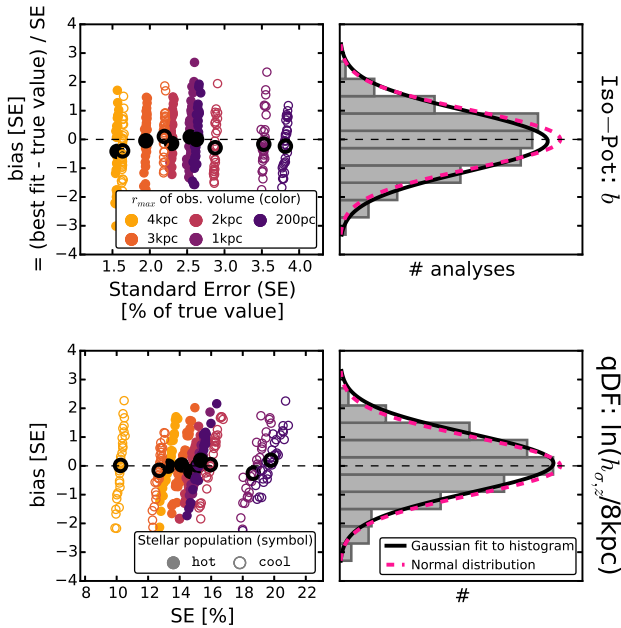 bias [SE]
= (best fit - true value) / SE
4
3
2
1
0
−1
−2
−3
−4
r_max of obs. volume (color)
4kpc 2kpc 200pc
3kpc 1kpc
1.5 2.0 2.5 3.0 3.5 4.0
Standard Error (SE)
[% of true value]
# analyses
Iso−Pot: b
bias [SE]
4
3
2
1
0
−1
−2
−3
−4
Stellar population (symbol)
hot cool
8 10 12 14 16 18 20 22
SE [%]
Gaussian fit to histogram
Normal distribution
#
qDF: ln(h_{σ,z}/8kpc)